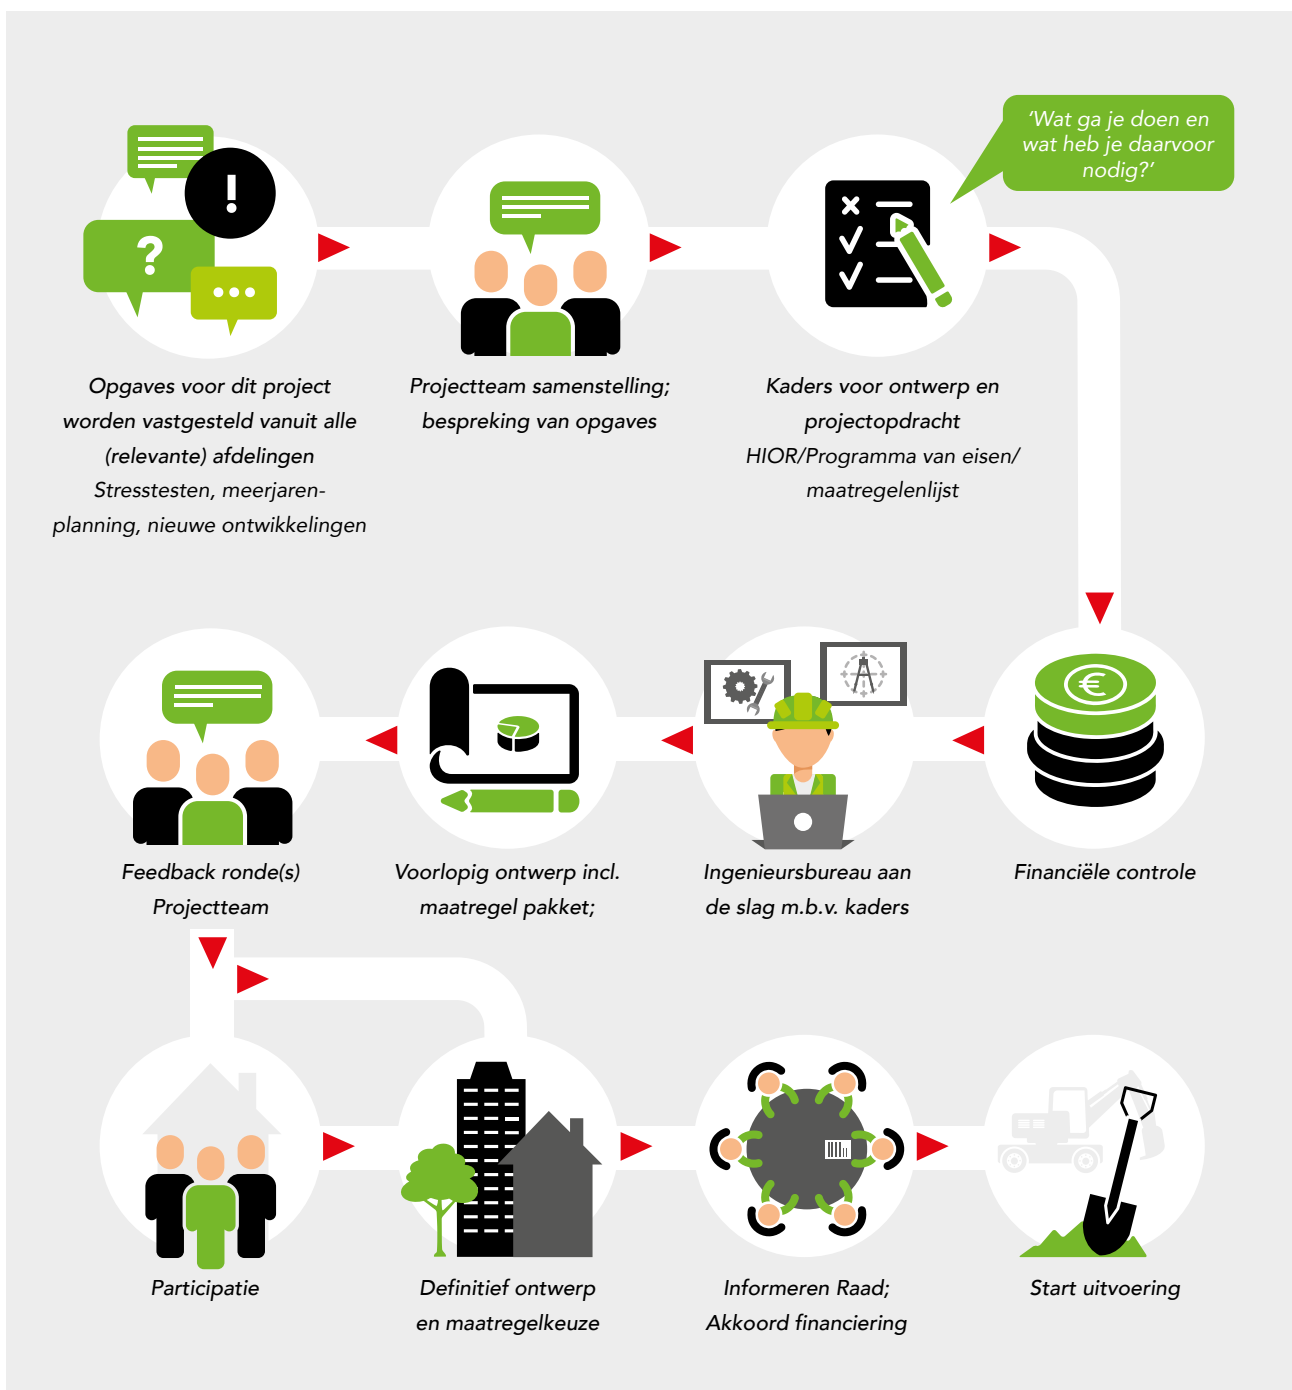 'Wat ga je doen en
wat heb je daarvoor
nodig?'
Opgaves voor dit project
worden vastgesteld vanuit alle
(relevante) afdelingen
Stresstesten, meerjaren-
planning, nieuwe ontwikkelingen
Projectteam samenstelling;
bespreking van opgaves
Kaders voor ontwerp en
projectopdracht
HIOR/Programma van eisen/
maatregelenlijst
Feedback ronde(s)
Projectteam
Voorlopig ontwerp incl.
maatregel pakket;
Ingenieursbureau aan
de slag m.b.v. kaders
Financiële controle
Participatie
Definitief ontwerp
en maatregelkeuze
Informeren Raad;
Akkoord financiering
Start uitvoering